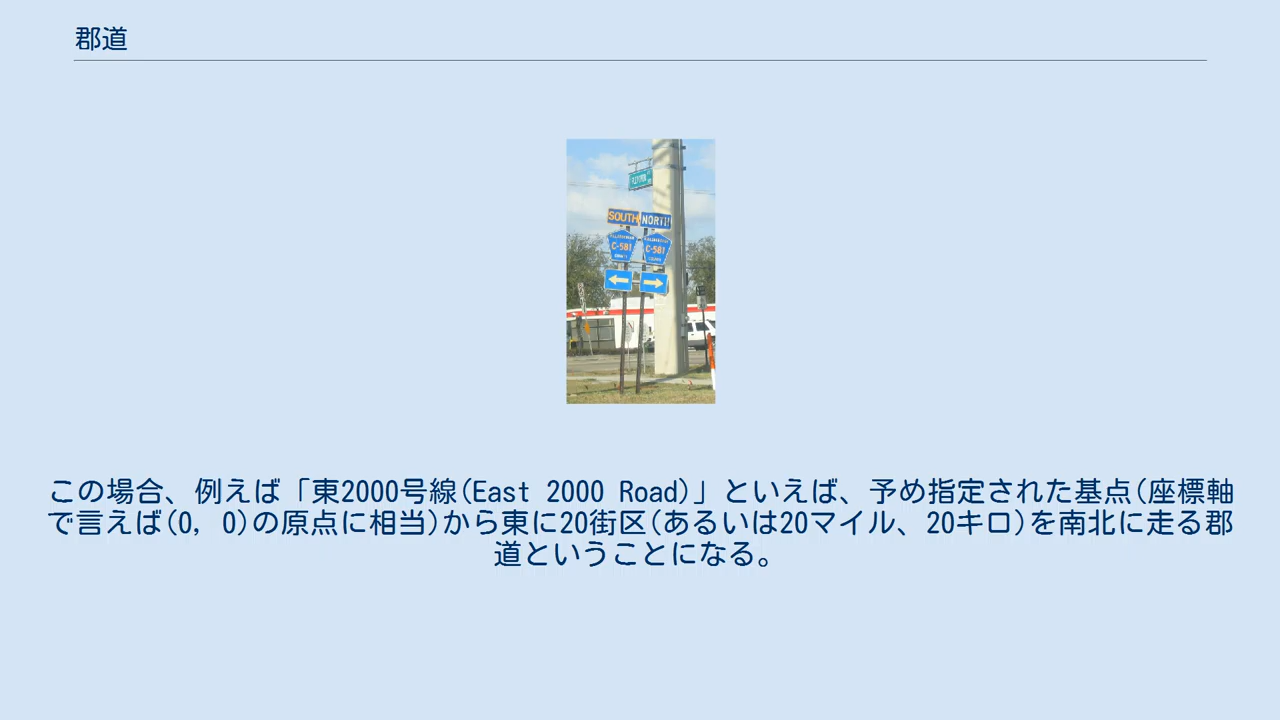 郡道
SOUTH NORTH
C-581 C-581
この場合、例えば「東2000号線(East 2000 Road)」といえば、予め指定された基点(座標軸
で言えば(0, 0)の原点に相当)から東に20街区(あるいは20マイル、20キロ)を南北に走る郡
道ということになる。